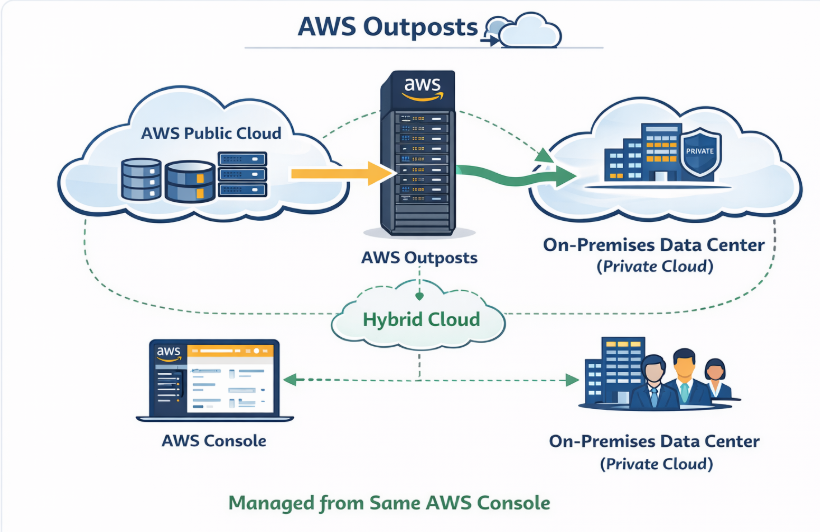 AWS Outposts
aws
AWS Public Cloud
PRIVATE
AWS Outposts
On-Premises Data Center
(Private Cloud)
Hybrid Cloud
aws
AWS Console
On-Premises Data Center
(Private Cloud)
Managed from Same AWS Console